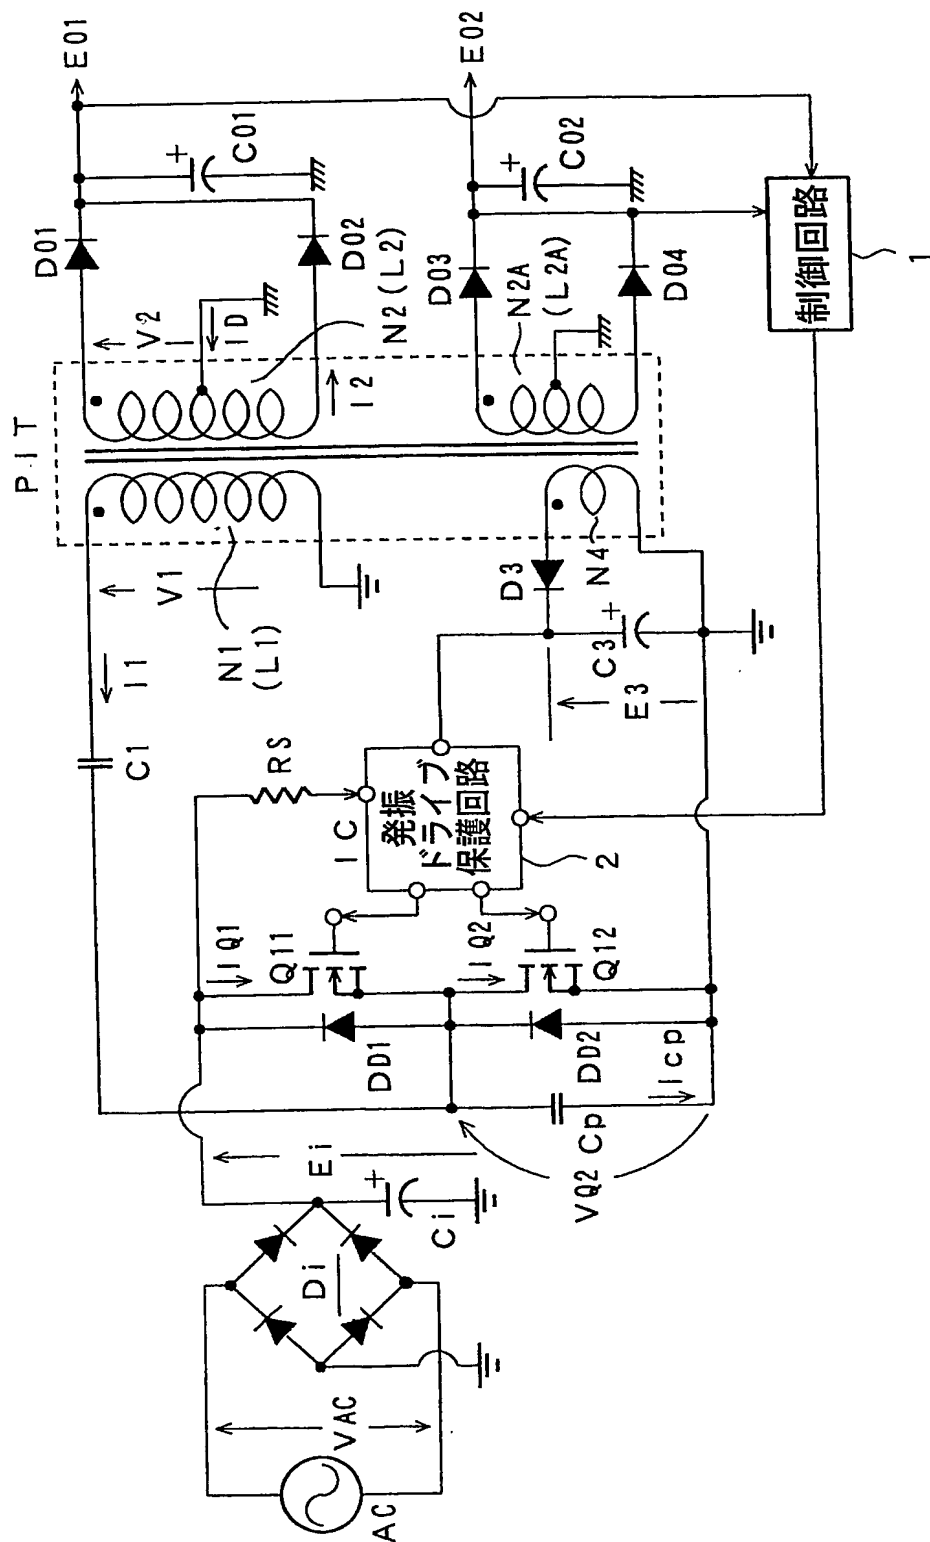 AC
VAC
Di
Ei
Ci
VQ2
Cp
Icp
DD1
DD2
IQ1
Q11
IQ2
Q12
RS
IC
発振
ドライブ
保護回路
2
C1
I1
V1
N1
(L1)
E3
C3
D3
N4
P.IT
V2
ID
I2
N2(L2)
N2A
(L2A)
D01
D02
D03
D04
C01
C02
E01
E02
制御回路
1